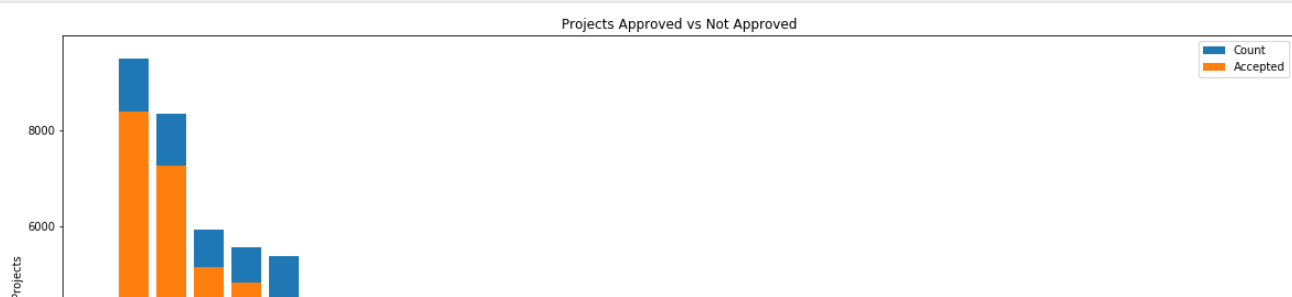 Projects Approved vs Not Approved
Count
Accepted
8000
6000
Projects